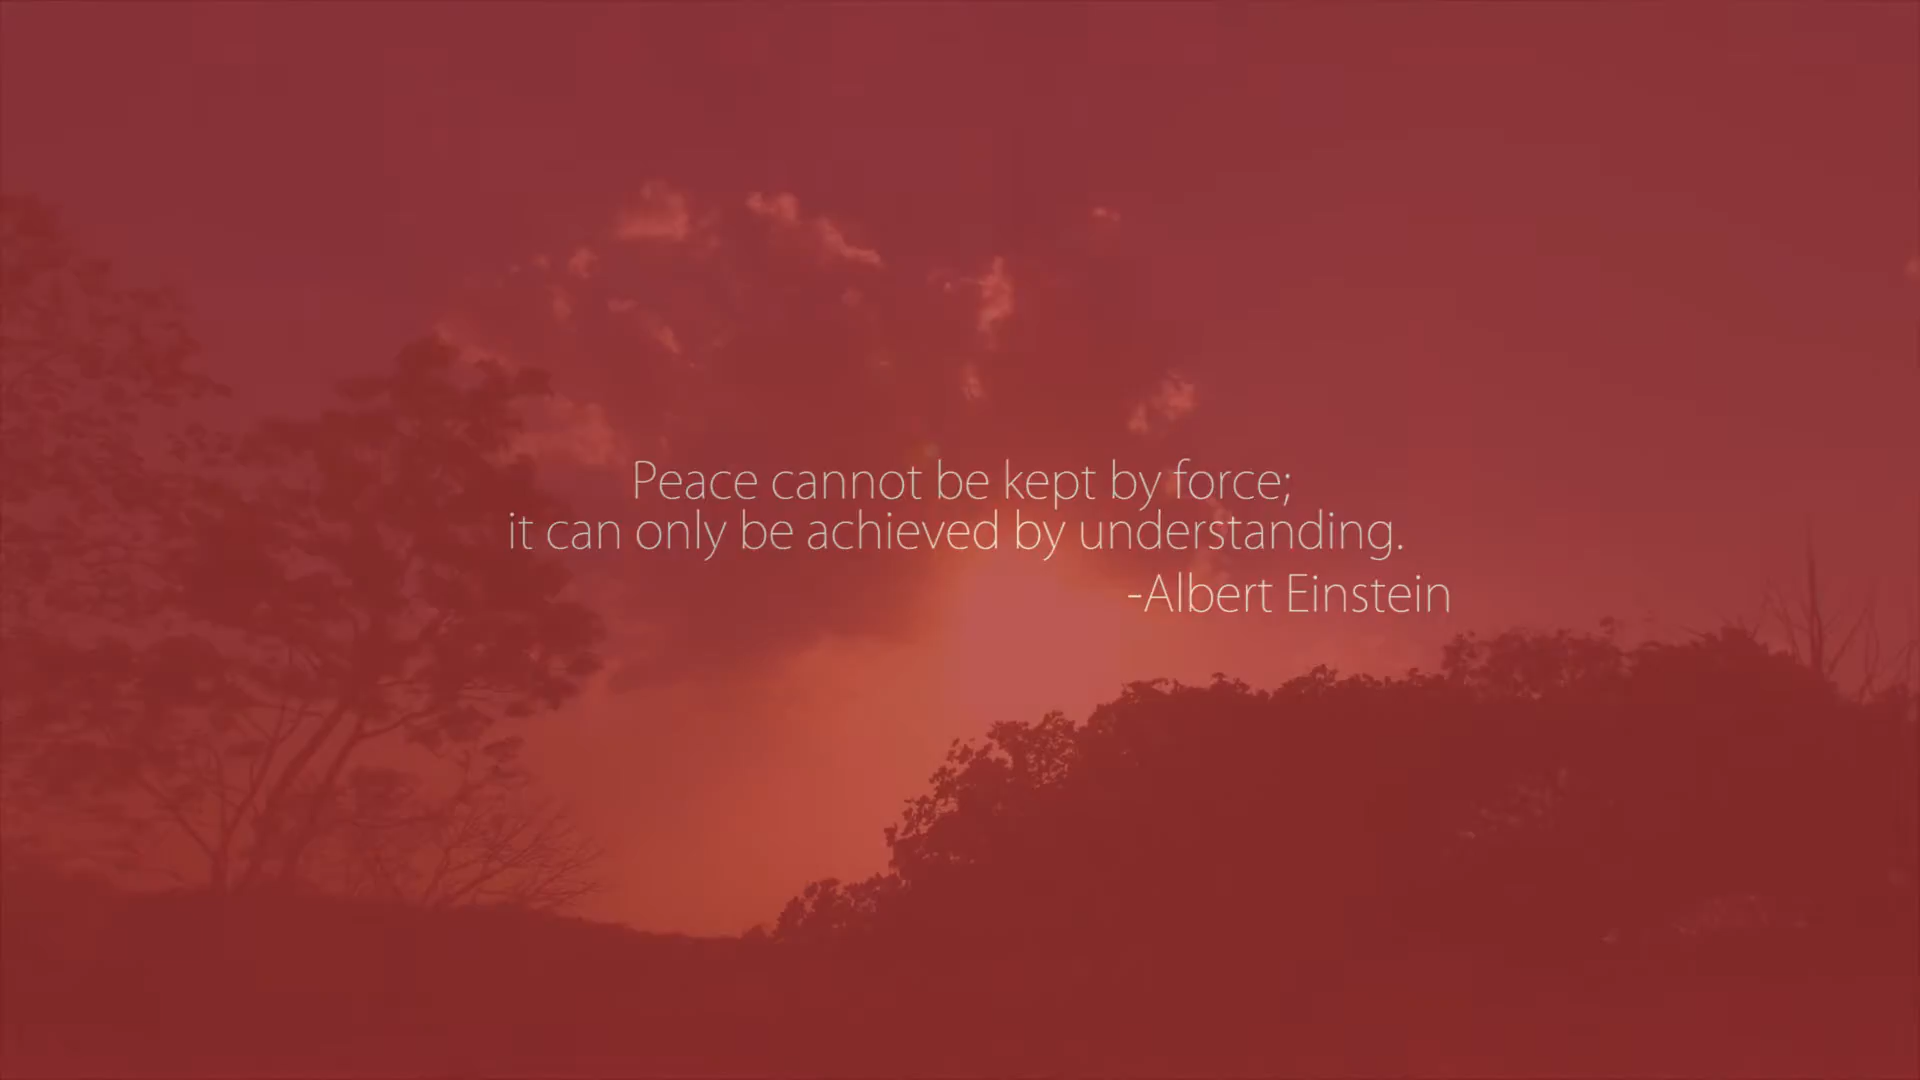 Peace cannot be kept by force;
it can only be achieved by understanding.
-Albert Einstein